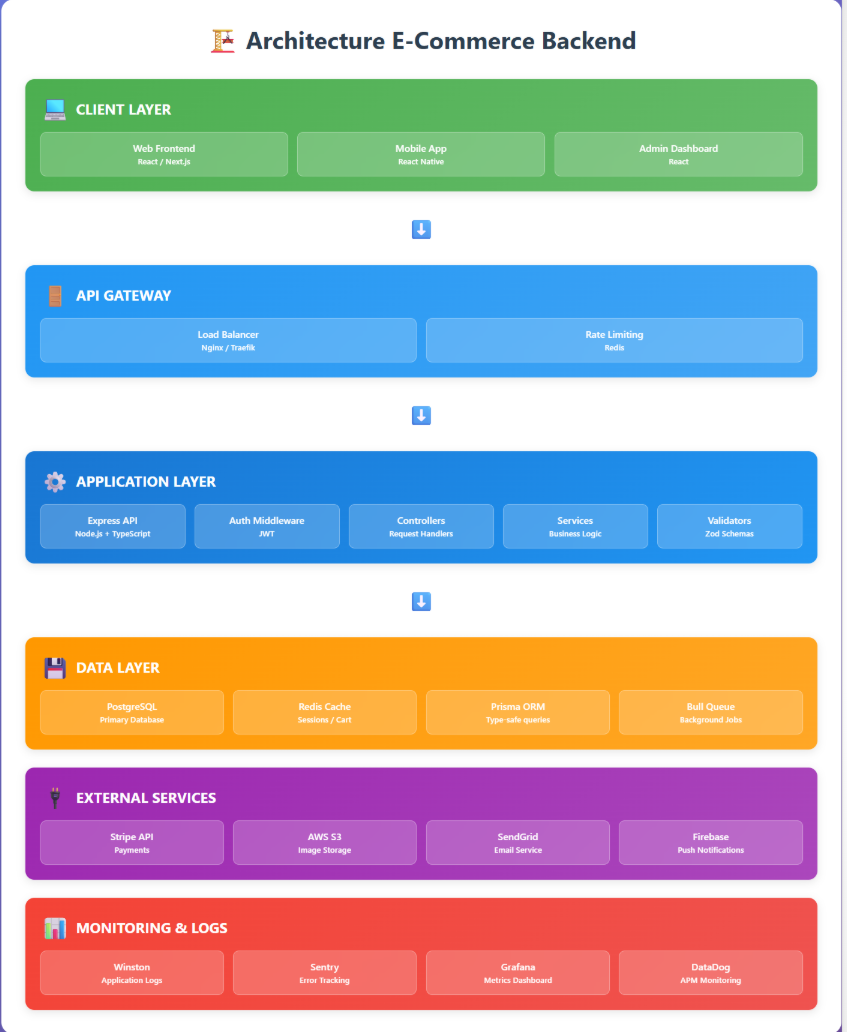 Architecture E-Commerce Backend
CLIENT LAYER
Web Frontend
React / Next.js
Mobile App
React Native
Admin Dashboard
React
API GATEWAY
Load Balancer
Nginx / Traefik
Rate Limiting
Redis
APPLICATION LAYER
Express API
Node.js + TypeScript
Auth Middleware
JWT
Controllers
Request Handlers
Services
Business Logic
Validators
Zod Schemas
DATA LAYER
PostgreSQL
Primary Database
Redis Cache
Sessions / Cart
Prisma ORM
Type-safe queries
Bull Queue
Background Jobs
EXTERNAL SERVICES
Stripe API
Payments
AWS S3
Image Storage
SendGrid
Email Service
Firebase
Push Notifications
MONITORING & LOGS
Winston
Application Logs
Sentry
Error Tracking
Grafana
Metrics Dashboard
DataDog
APM Monitoring